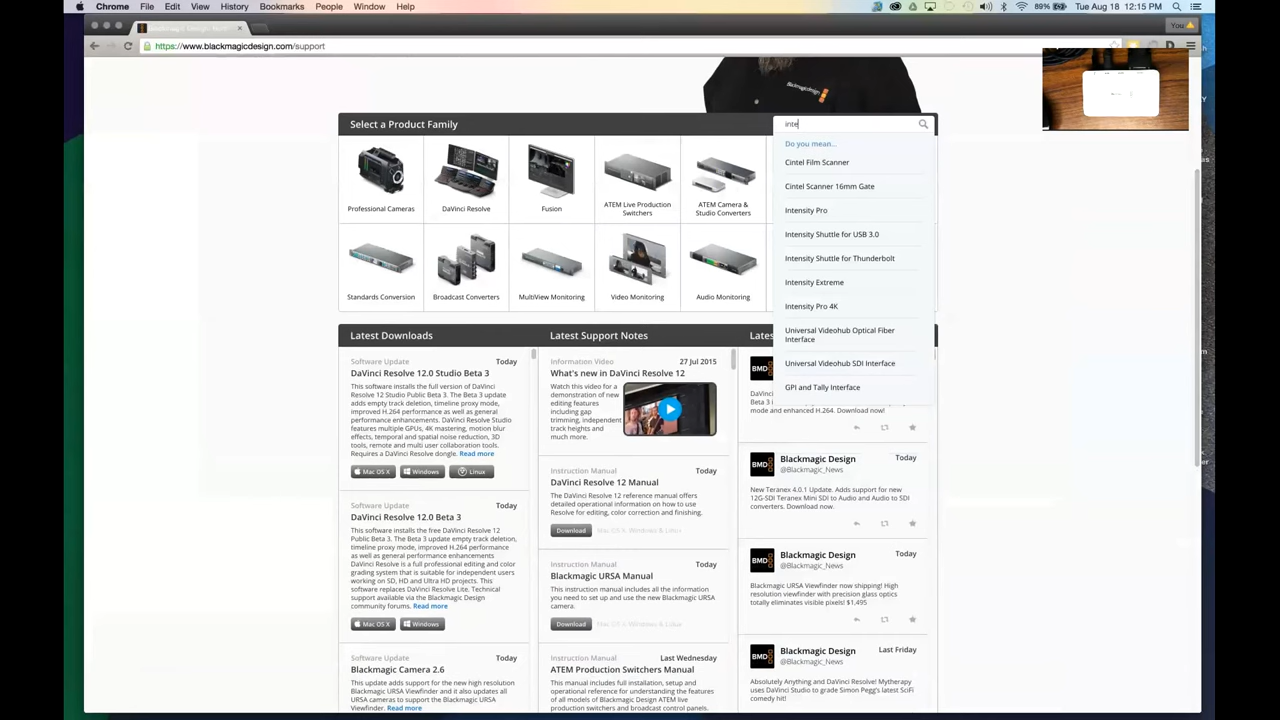 Chrome File Edit View History Bookmarks People Window Help
89% Tue Aug 18 12:15 PM
You
https://www.blackmagicdesign.com/support
Blackmagicdesign
Select a Product Family
inte
Do you mean...
Cintel Film Scanner
Cintel Scanner 16mm Gate
Intensity Pro
Intensity Shuttle for USB 3.0
Intensity Shuttle for Thunderbolt
Intensity Extreme
Intensity Pro 4K
Universal Videohub Optical Fiber
Interface
Universal Videohub SDI Interface
GPI and Tally Interface
Professional Cameras
DaVinci Resolve
Fusion
ATEM Live Production
Switchers
ATEM Camera &
Studio Converters
Standards Conversion
Broadcast Converters
MultiView Monitoring
Video Monitoring
Audio Monitoring
Latest Downloads
Software Update Today
DaVinci Resolve 12.0 Studio Beta 3
This software installs the full version of DaVinci
Resolve 12 Studio Public Beta 3. The Beta 3 update
adds empty track deletion, timeline proxy mode,
improved H.264 performance as well as general
performance enhancements. DaVinci Resolve Studio
features multiple GPUs, 4K mastering, motion blur
effects, temporal and spatial noise reduction, 3D
tools, remote and multi user collaboration tools.
Requires a DaVinci Resolve dongle. Read more
Mac OS X Windows Linux
Software Update Today
DaVinci Resolve 12.0 Beta 3
This software installs the free DaVinci Resolve 12
Public Beta 3. The Beta 3 update empty track deletion,
timeline proxy mode, improved H.264 performance
as well as general performance enhancements
DaVinci Resolve is a full professional editing and color
grading system that is suitable for independent users
working on SD, HD and Ultra HD projects. This
software replaces DaVinci Resolve Lite. Technical
support available via the Blackmagic Design
community forums. Read more
Mac OS X Windows
Software Update Today
Blackmagic Camera 2.6
This update adds support for the new high resolution
Blackmagic URSA Viewfinder and it also updates all
URSA cameras to support the Blackmagic URSA
Viewfinder. Read more
Latest Support Notes
Information Video 27 Jul 2015
What's new in DaVinci Resolve 12
Watch this video for a
demonstration of new
editing features
including gap
trimming, independent
track heights and
much more.
Instruction Manual Today
DaVinci Resolve 12 Manual
The DaVinci Resolve 12 reference manual offers
detailed operational information on how to use
Resolve for editing, color correction and finishing.
Download Mac OS X, Windows & Linux
Instruction Manual Today
Blackmagic URSA Manual
This instruction manual includes all the information
you need to set up and use the new Blackmagic URSA
camera.
Download Mac OS X, Windows & Linux
Instruction Manual Last Wednesday
ATEM Production Switchers Manual
This manual includes full installation, setup and
operational reference for understanding the features
of all models of Blackmagic Design ATEM live
production switchers and broadcast control panels.
Lates
BMD
DaVi
Beta 3
mode and enhanced H.264. Download now!
BMD
Blackmagic Design Today
@Blackmagic_News
New Teranex 4.0.1 Update. Adds support for new
12G-SDI Teranex Mini SDI to Audio and Audio to SDI
converters. Download now.
BMD
Blackmagic Design Today
@Blackmagic_News
Blackmagic URSA Viewfinder now shipping! High
resolution viewfinder with precision glass optics
totally eliminates visible pixels! $1,495
BMD
Blackmagic Design Last Friday
@Blackmagic_News
Absolutely Anything and DaVinci Resolve! Mytherapy
uses DaVinci Studio to grade Simon Pegg's latest SciFi
comedy hit!